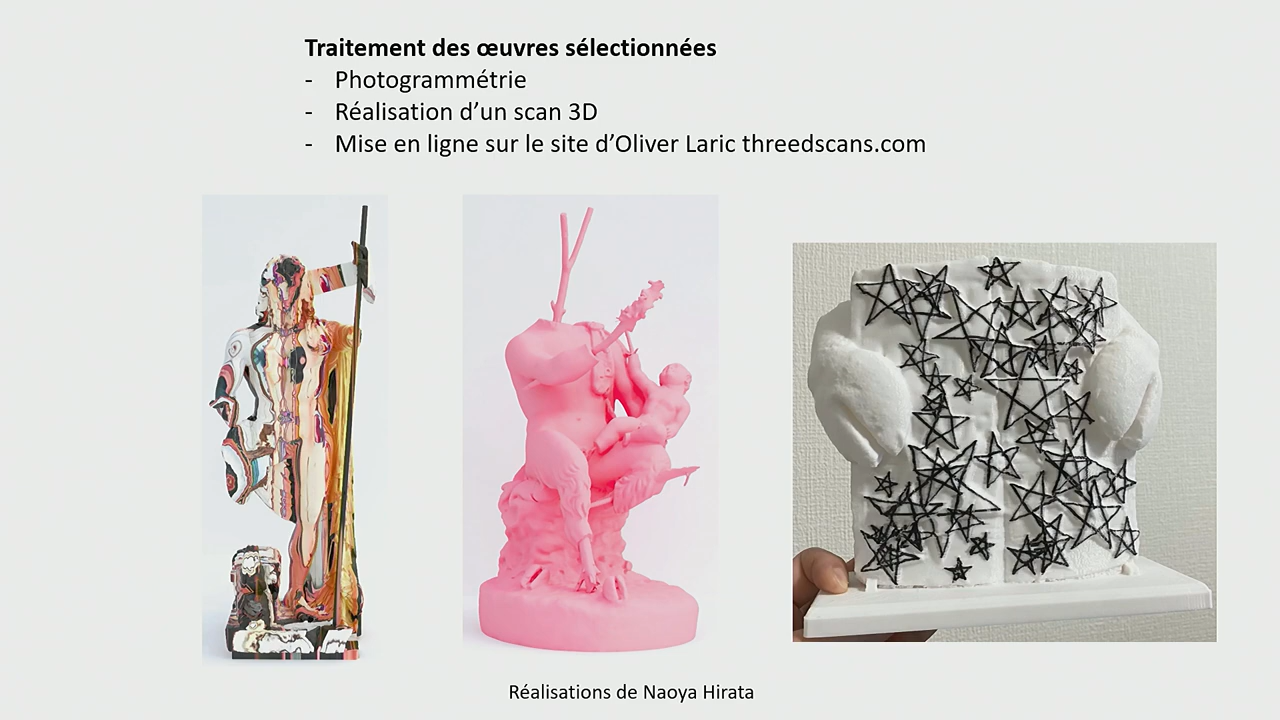 Traitement des œuvres sélectionnées
- Photogrammétrie
- Réalisation d’un scan 3D
- Mise en ligne sur le site d’Oliver Laric threedscans.com
Réalisations de Naoya Hirata